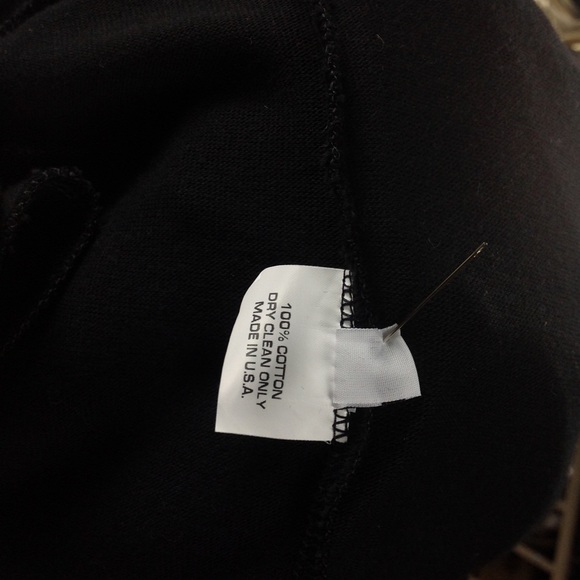 100% COTTON
DRY CLEAN ONLY
MADE IN U.S.A.